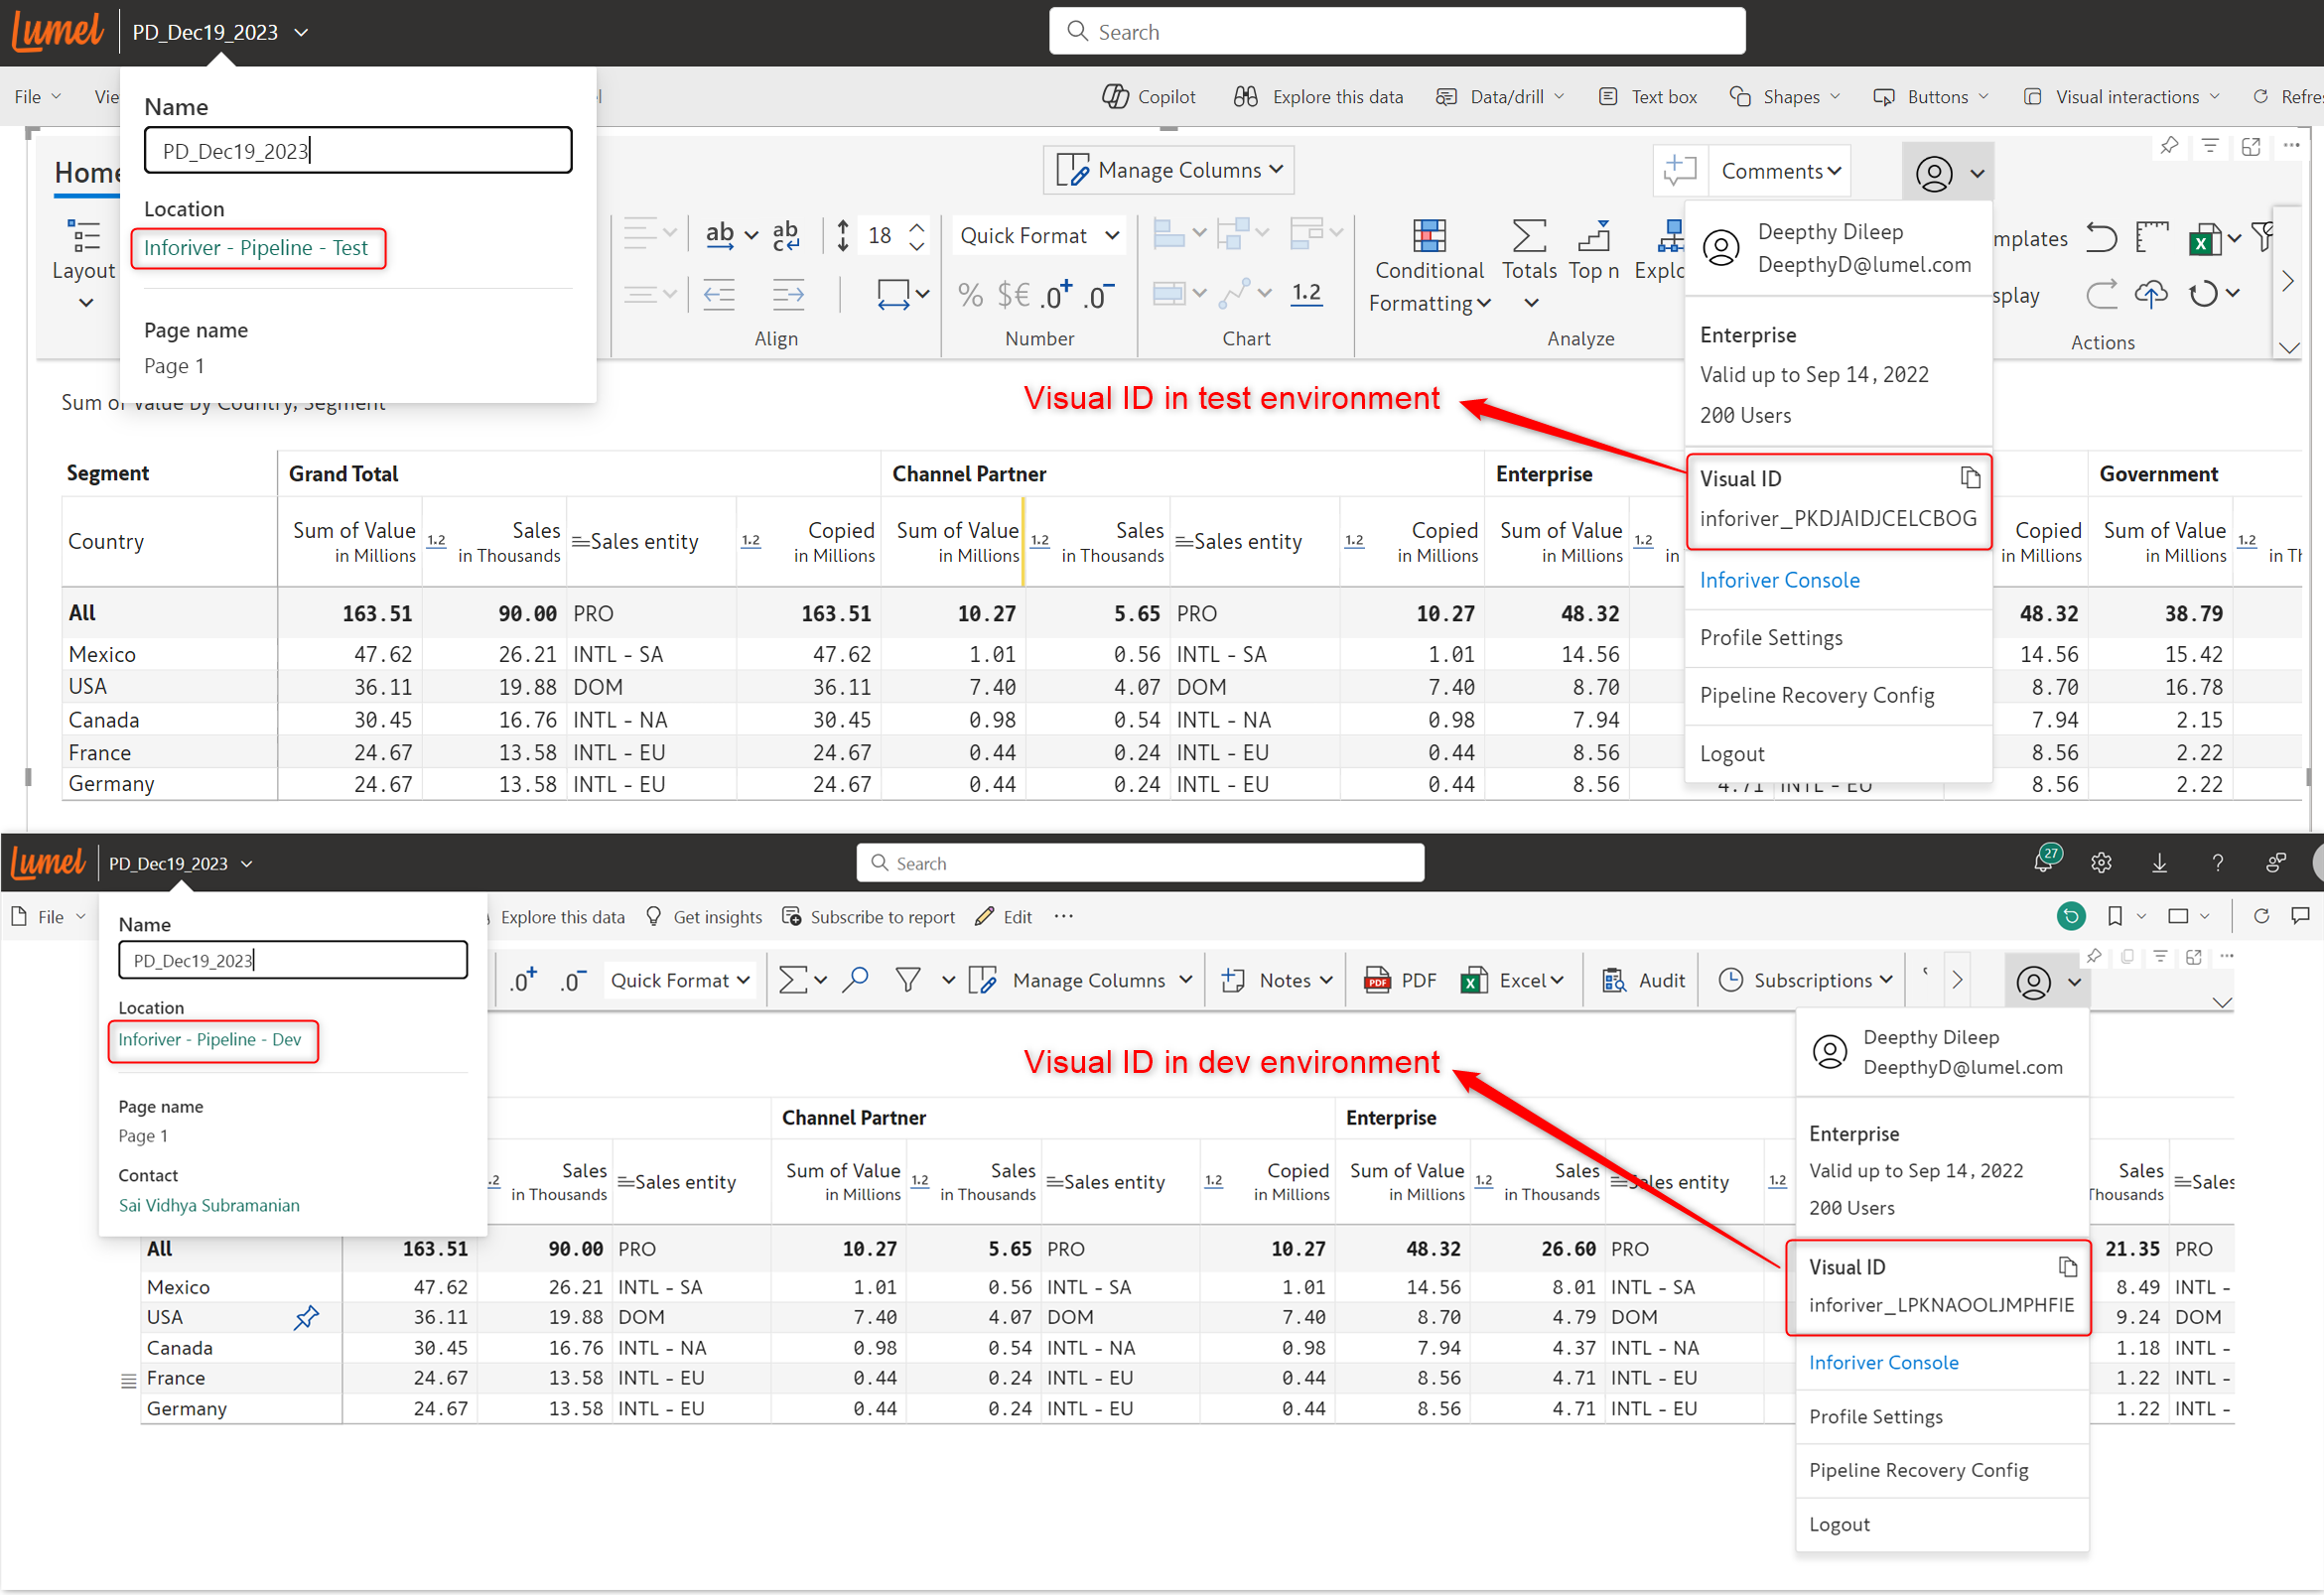 Lumel PD_Dec19_2023
Search
File
Name
PD_Dec19_2023
Location
Inforiver - Pipeline - Test
Page name
Page 1
Copilot Explore this data Data/drill Text box Shapes Buttons Visual interactions
Home
Manage Columns
Comments
Layout
ab ab
18
Quick Format
Conditional Formatting
Totals
Top n
% $€ .0+ .0-
1.2
Align
Number
Chart
Analyze
Actions
Deepthy Dileep
DeepthyD@lumel.com
Enterprise
Valid up to Sep 14, 2022
200 Users
Visual ID
inforiver_PKDJAIDJCELCBOG
Inforiver Console
Profile Settings
Pipeline Recovery Config
Logout
Visual ID in test environment
Sum of Value by Country, Segment
Segment Grand Total Channel Partner Enterprise Government
Country Sum of Value in Millions 1.2 Sales in Thousands Sales entity 1.2 Copied in Millions Sum of Value in Millions 1.2 Sales in Thousands Sales entity 1.2 Copied in Millions Sum of Value in Millions 1.2 Copied in Millions Sum of Value in Millions 1.2
All 163.51 90.00 PRO 163.51 10.27 5.65 PRO 10.27 48.32 48.32 38.79
Mexico 47.62 26.21 INTL - SA 47.62 1.01 0.56 INTL - SA 1.01 14.56 14.56 15.42
USA 36.11 19.88 DOM 36.11 7.40 4.07 DOM 7.40 8.70 8.70 16.78
Canada 30.45 16.76 INTL - NA 30.45 0.98 0.54 INTL - NA 0.98 7.94 7.94 2.15
France 24.67 13.58 INTL - EU 24.67 0.44 0.24 INTL - EU 0.44 8.56 8.56 2.22
Germany 24.67 13.58 INTL - EU 24.67 0.44 0.24 INTL - EU 0.44 8.56 4.71 INTL - EU 8.56 2.22
Lumel PD_Dec19_2023
Search
27
File
Name
PD_Dec19_2023
Location
Inforiver - Pipeline - Dev
Page name
Page 1
Contact
Sai Vidhya Subramanian
Explore this data Get insights Subscribe to report Edit
.0+ .0- Quick Format Manage Columns Notes PDF Excel Audit Subscriptions
Deepthy Dileep
DeepthyD@lumel.com
Enterprise
Valid up to Sep 14, 2022
200 Users
Visual ID
inforiver_LPKNAOOLJMPHFIE
Inforiver Console
Profile Settings
Pipeline Recovery Config
Logout
Visual ID in dev environment
Channel Partner Enterprise
Sales in Thousands Sales entity Sum of Value in Millions 1.2 Sales in Thousands Sales entity 1.2 Copied in Millions Sum of Value in Millions 1.2 Sales in Thousands Sales entity 1.2 Sales Thousands
All 163.51 90.00 PRO 10.27 5.65 PRO 10.27 48.32 26.60 PRO 21.35 PRO
Mexico 47.62 26.21 INTL - SA 1.01 0.56 INTL - SA 1.01 14.56 8.01 INTL - SA 8.49 INTL -
USA 36.11 19.88 DOM 7.40 4.07 DOM 7.40 8.70 4.79 DOM 9.24 DOM
Canada 30.45 16.76 INTL - NA 0.98 0.54 INTL - NA 0.98 7.94 4.37 INTL - NA 1.18 INTL -
France 24.67 13.58 INTL - EU 0.44 0.24 INTL - EU 0.44 8.56 4.71 INTL - EU 1.22 INTL -
Germany 24.67 13.58 INTL - EU 0.44 0.24 INTL - EU 0.44 8.56 4.71 INTL - EU 1.22 INTL -